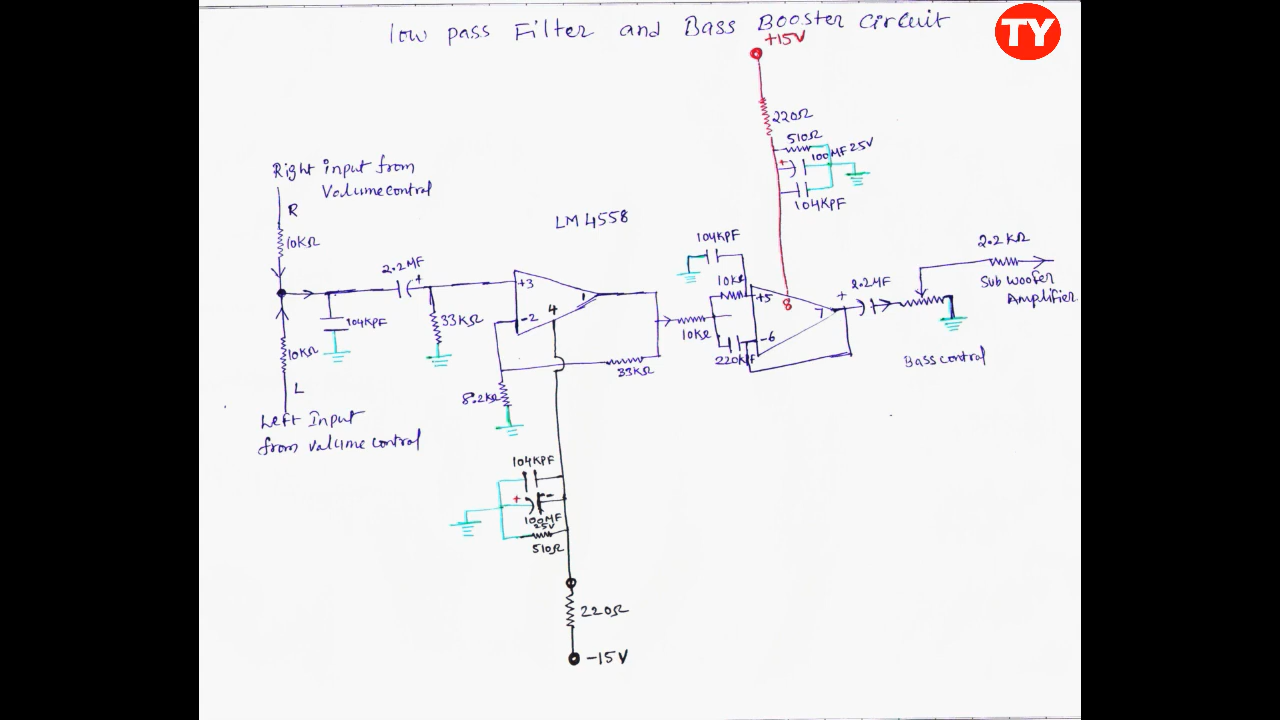 low pass Filter and Bass Booster Circuit
TY
+15V
220Ω
510Ω
100MF 25V
104KPF
Right input from
Volume control
R
10KΩ
2.2MF
+
104KPF
33KΩ
10KΩ
L
Left Input
from volume control
LM 4558
+3
-2
1
4
33KΩ
8.2KΩ
104KPF
+
-
100MF
25V
510Ω
220Ω
-15V
104KPF
10KΩ
10KΩ
220KPF
+5
-6
8
7
+
2.2MF
2.2KΩ
Sub woofer
Amplifier
Bass control
+